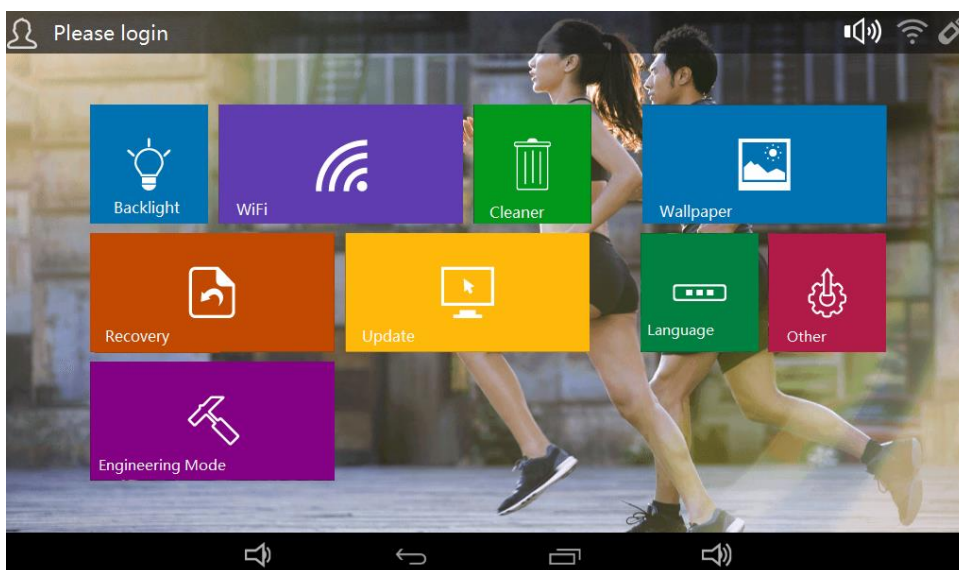 Please login
Backlight
WiFi
Cleaner
Wallpaper
Recovery
Update
Language
Other
Engineering Mode